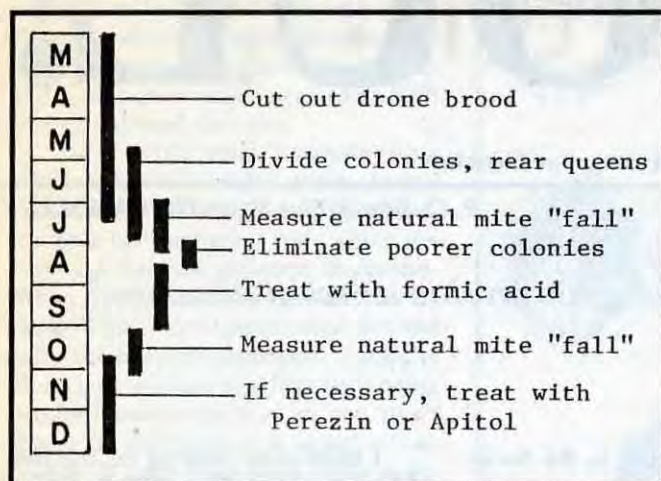 M
A Cut out drone brood
M
J Divide colonies, rear queens
J Measure natural mite "fall"
A Eliminate poorer colonies
S Treat with formic acid
O Measure natural mite "fall"
N If necessary, treat with
D Perezin or Apitol